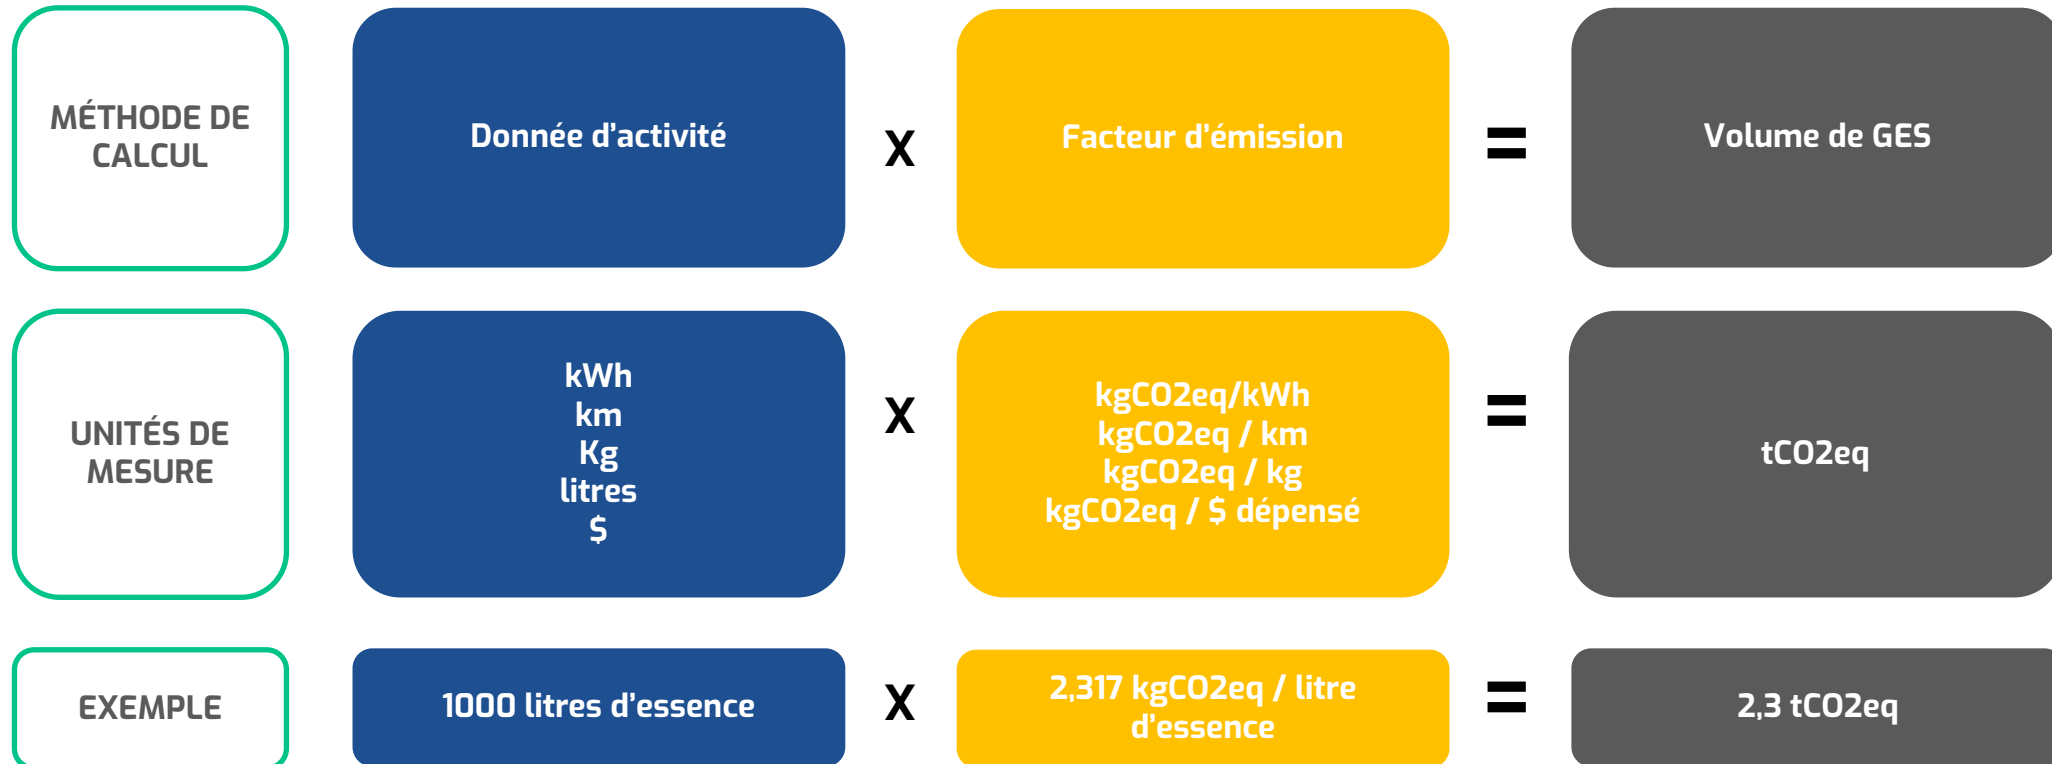 MÉTHODE DE
CALCUL
Donnée d’activité
x
Facteur d’émission
=
Volume de GES
UNITÉS DE
MESURE
kWh
km
Kg
litres
$
x
kgCO2eq/kWh
kgCO2eq / km
kgCO2eq / kg
kgCO2eq / $ dépensé
=
tCO2eq
EXEMPLE
1000 litres d’essence
x
2,317 kgCO2eq / litre
d’essence
=
2,3 tCO2eq